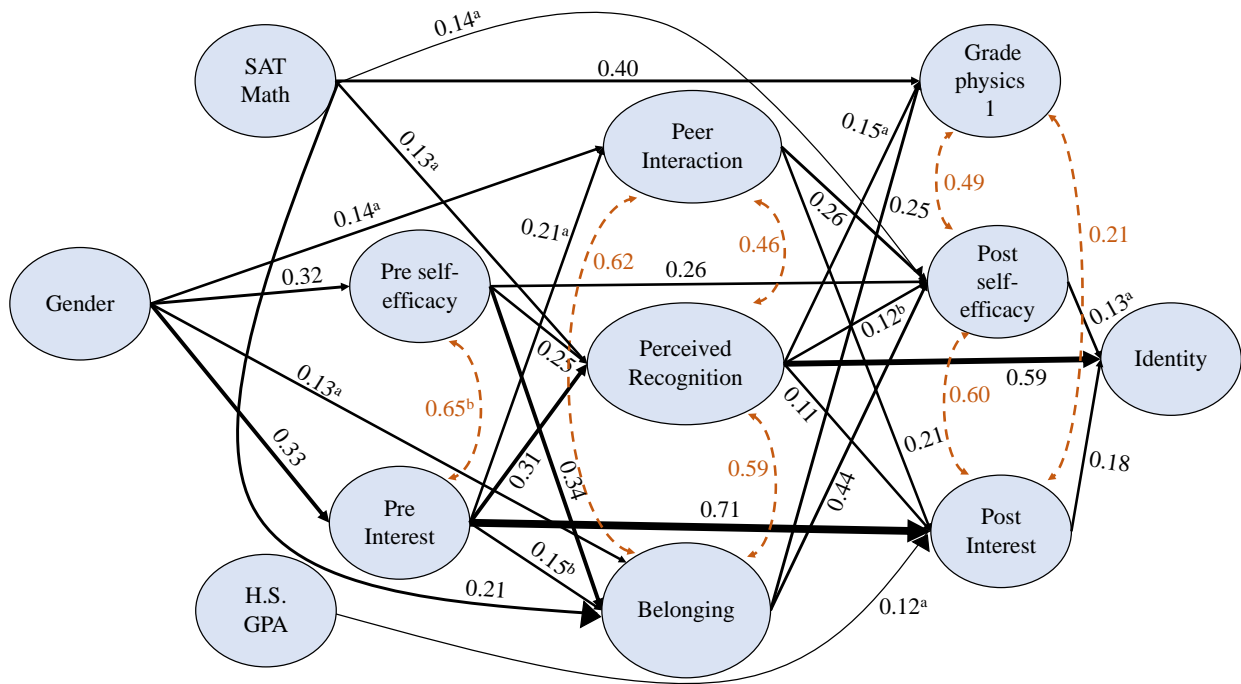 0.14ᵃ
SAT
Math
0.40
Grade
physics
1
Peer
Interaction
0.15ᵃ
0.13ᵃ
0.14ᵃ
0.21ᵃ
0.26
0.25
0.49
0.21
Gender
0.32
Pre self-
efficacy
0.62
0.46
0.26
Post
self-
efficacy
0.13ᵃ
0.25
Perceived
Recognition
0.12ᵇ
0.59
Identity
0.13ᵃ
0.65ᵇ
0.11
0.60
0.33
0.31
0.34
0.59
0.44
0.21
0.18
Pre
Interest
0.71
Post
Interest
0.15ᵇ
H.S.
GPA
0.21
Belonging
0.12ᵃ